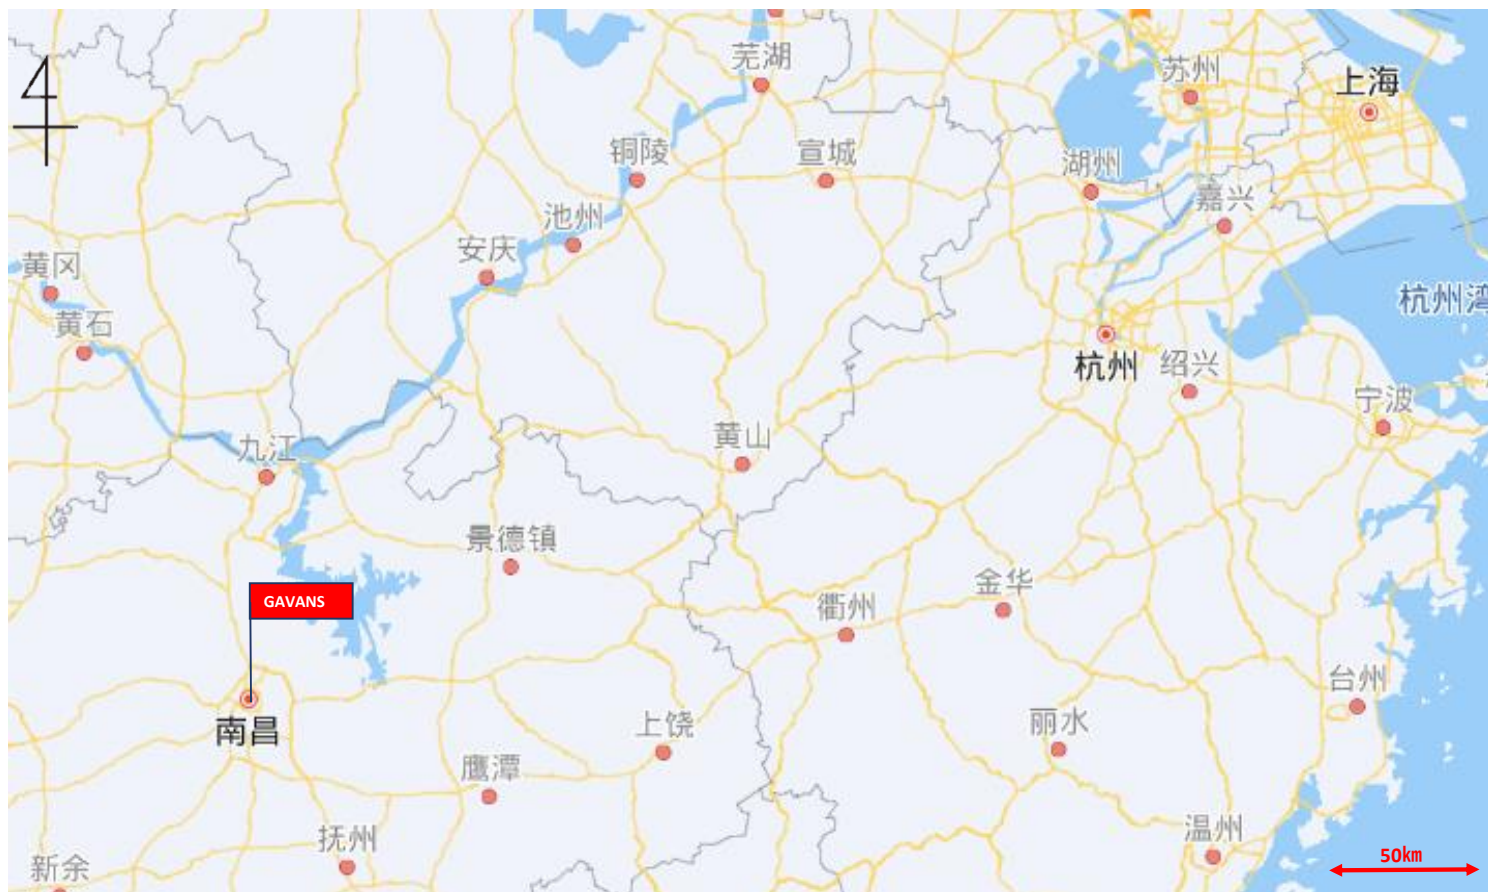 芜湖
苏州
上海
铜陵
宣城
湖州
嘉兴
池州
安庆
黄冈
杭州湾
黄石
杭州
绍兴
宁波
黄山
九江
景德镇
金华
GAVANS
衢州
台州
南昌
上饶
丽水
鹰潭
温州
抚州
50km
新余